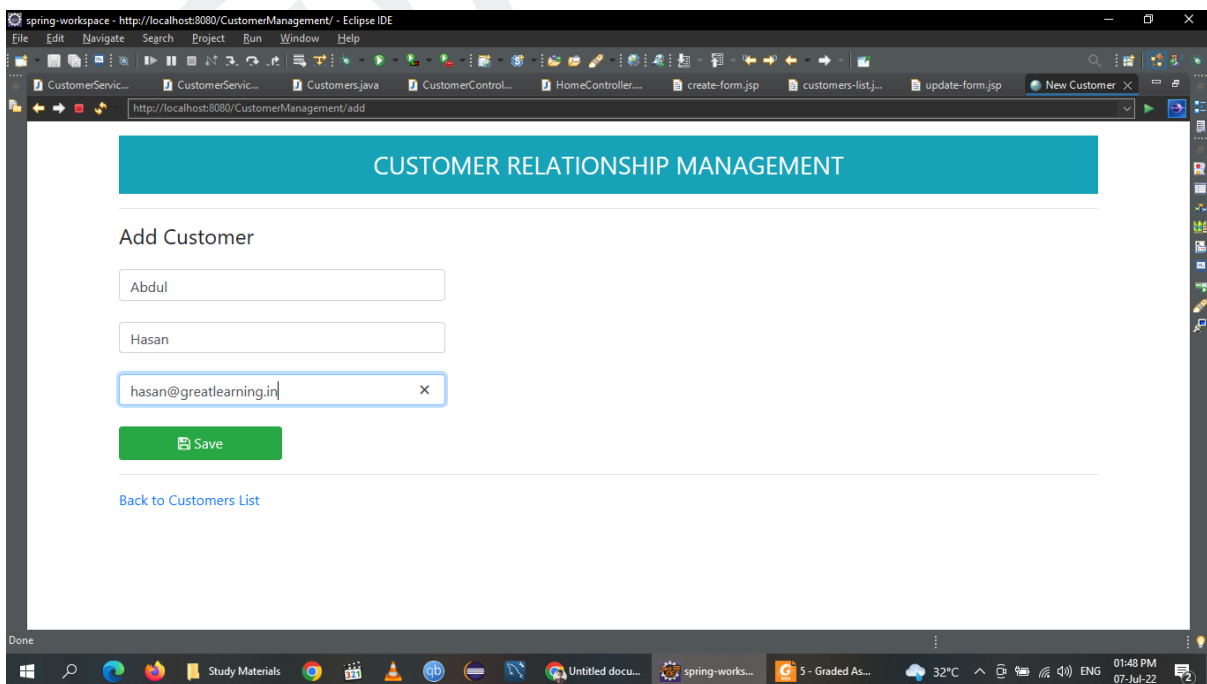 spring-workspace - http://localhost:8080/CustomerManagement/ - Eclipse IDE
File Edit Navigate Search Project Run Window Help
CustomerServic... CustomerServic... Customers.java CustomerControl... HomeController.... create-form.jsp customers-list.j... update-form.jsp New Customer
http://localhost:8080/CustomerManagement/add
CUSTOMER RELATIONSHIP MANAGEMENT
Add Customer
Abdul
Hasan
hasan@greatlearning.in
Save
Back to Customers List
Done
Study Materials 321 qb Untitled docu... spring-works... 5 - Graded As... 32°C ENG 01:48 PM
07-Jul-22 2